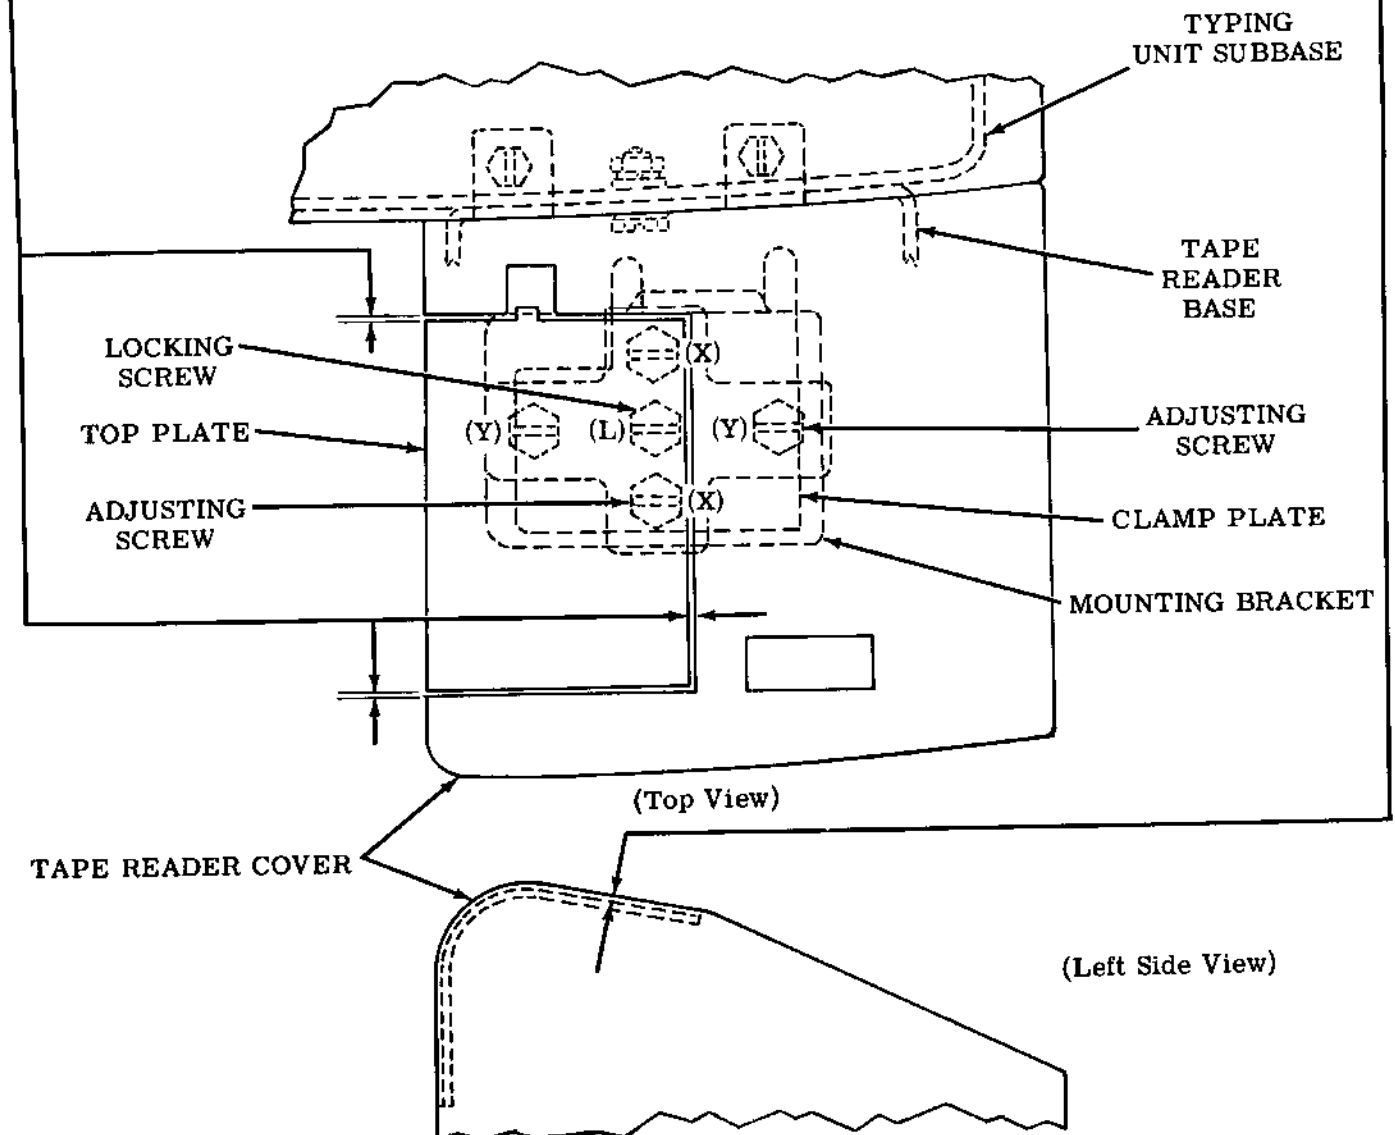 TYPING
UNIT SUBBASE
TAPE
READER
BASE
LOCKING
SCREW
(X)
TOP PLATE
(Y)
(L)
(Y)
ADJUSTING
SCREW
ADJUSTING
SCREW
(X)
CLAMP PLATE
MOUNTING BRACKET
(Top View)
TAPE READER COVER
(Left Side View)